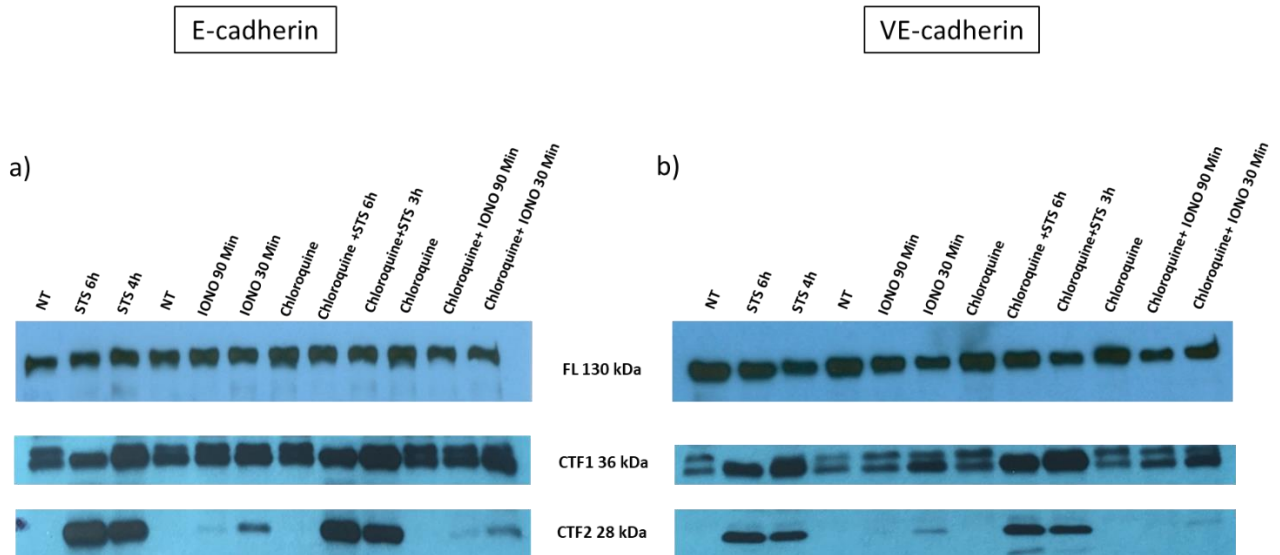 E-cadherin
VE-cadherin
a)
NT
STS 6h
STS 4h
NT
IONO 90 Min
IONO 30 Min
Chloroquine
Chloroquine +STS 6h
Chloroquine+STS 3h
Chloroquine
Chloroquine+ IONO 90 Min
Chloroquine+ IONO 30 Min
b)
NT
STS 6h
STS 4h
NT
IONO 90 Min
IONO 30 Min
Chloroquine
Chloroquine +STS 6h
Chloroquine+STS 3h
Chloroquine
Chloroquine+ IONO 90 Min
Chloroquine+ IONO 30 Min
FL 130 kDa
CTF1 36 kDa
CTF2 28 kDa